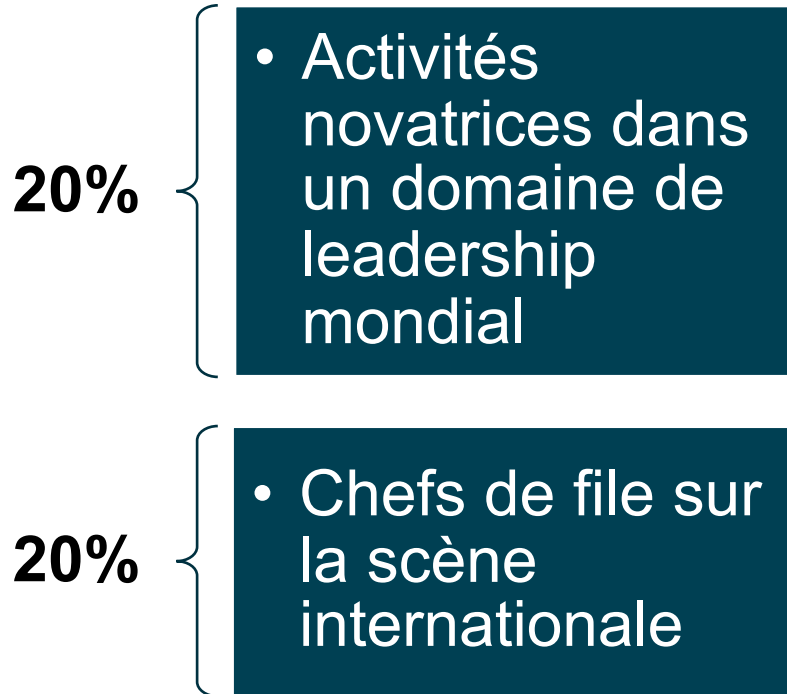 20%
• Activités
novatrices dans
un domaine de
leadership
mondial
20%
• Chefs de file sur
la scène
internationale